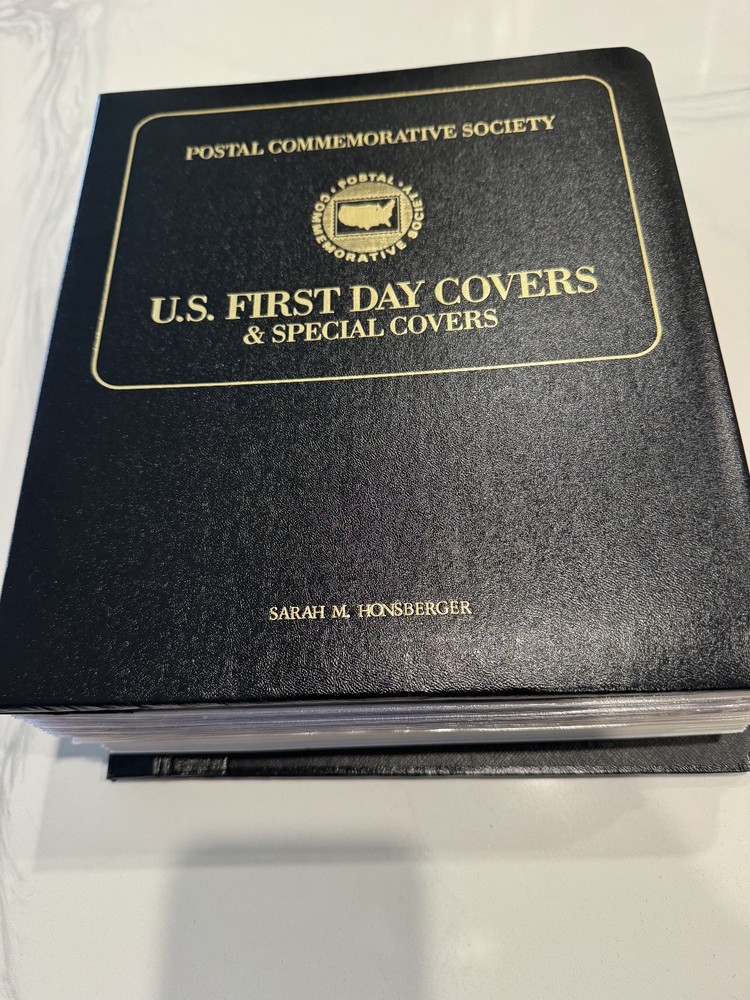 POSTAL COMMEMORATIVE SOCIETY
· POSTAL · COMMEMORATIVE SOCIETY
U.S. FIRST DAY COVERS
& SPECIAL COVERS
SARAH M. HONSBERGER